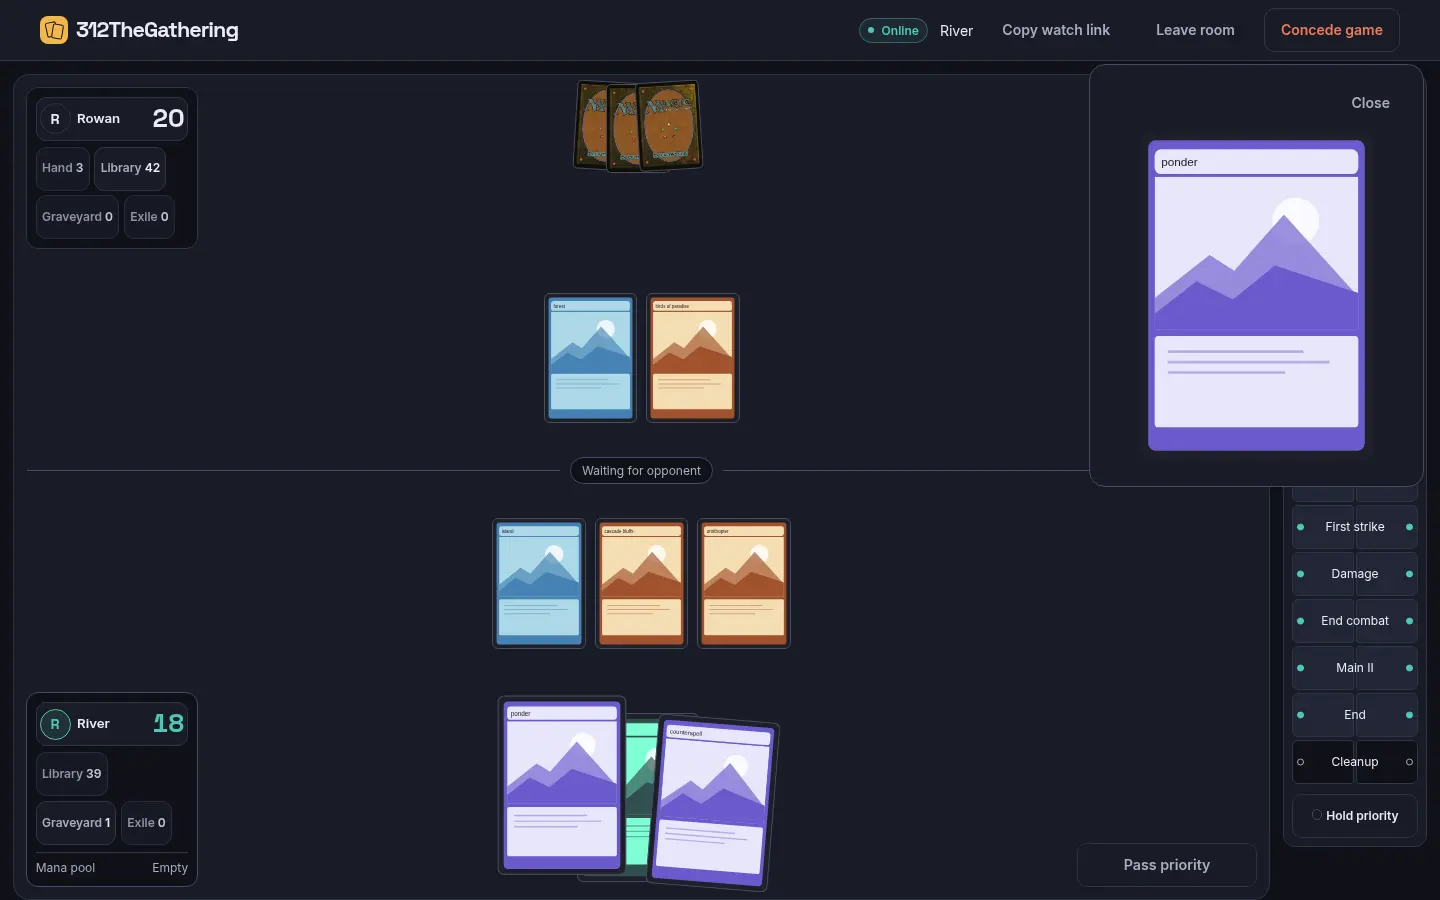 312TheGathering
Online
River
Copy watch link
Leave room
Concede game
R
Rowan
20
Hand 3
Library 42
Graveyard 0
Exile 0
Close
ponder
forest
birds of paradise
Waiting for opponent
island
cascade bluffs
ornithopter
First strike
Damage
End combat
Main II
End
Cleanup
Hold priority
R
River
18
Library 39
Graveyard 1
Exile 0
Mana pool
Empty
ponder
counterspell
Pass priority